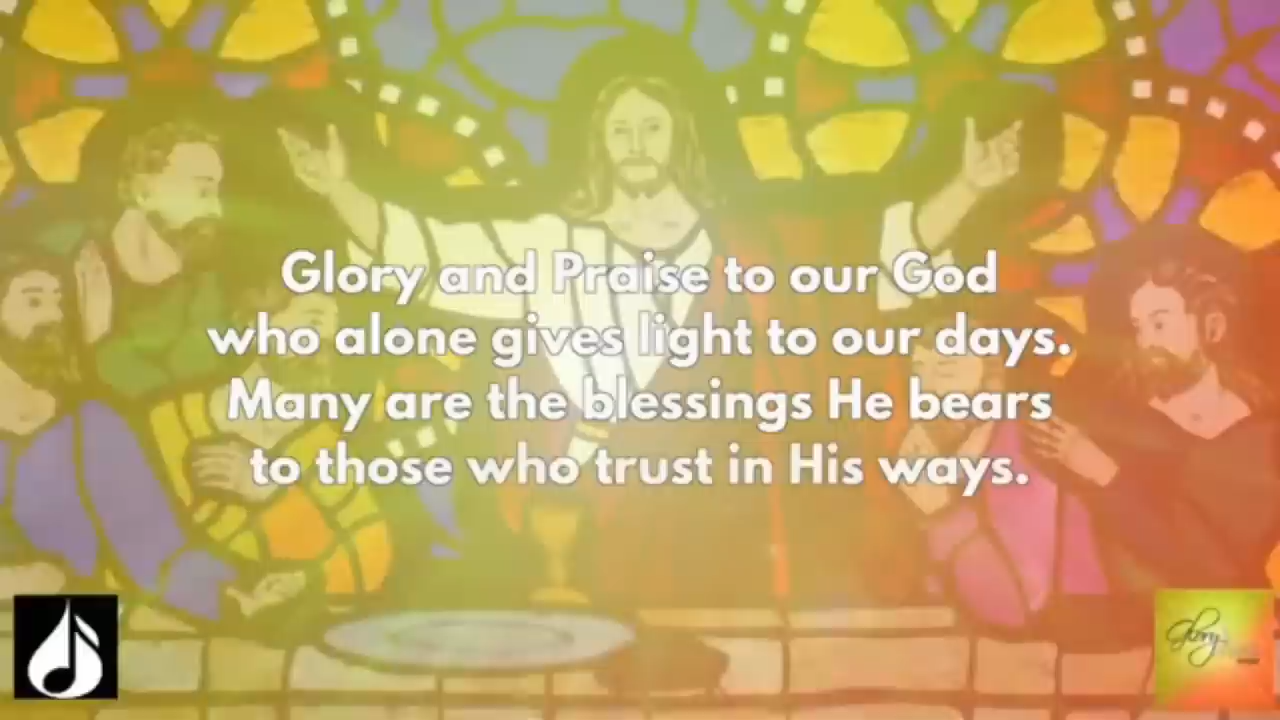 Glory and Praise to our God
who alone gives light to our days.
Many are the blessings He bears
to those who trust in His ways.
Glory